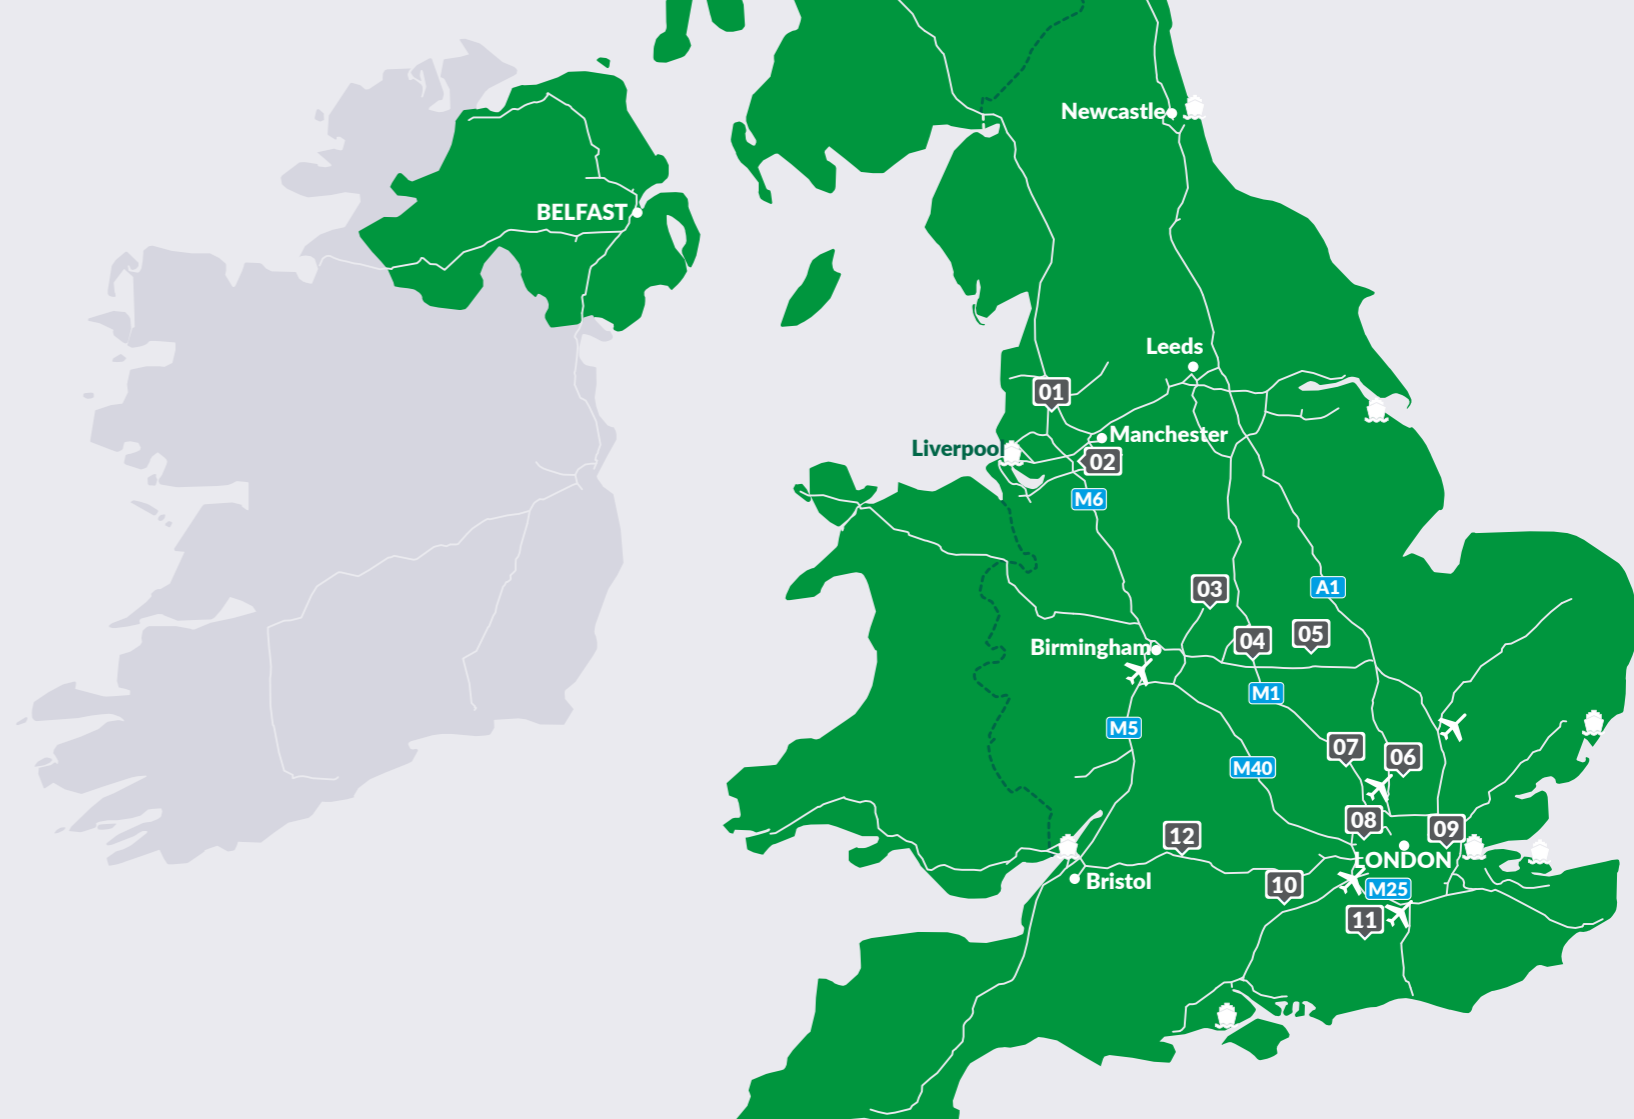 Newcastle
BELFAST
Leeds
01
Manchester
Liverpool
02
M6
A1
03
05
04
Birmingham
M1
M5
07
06
M40
08
09
12
LONDON
Bristol
10
M25
11